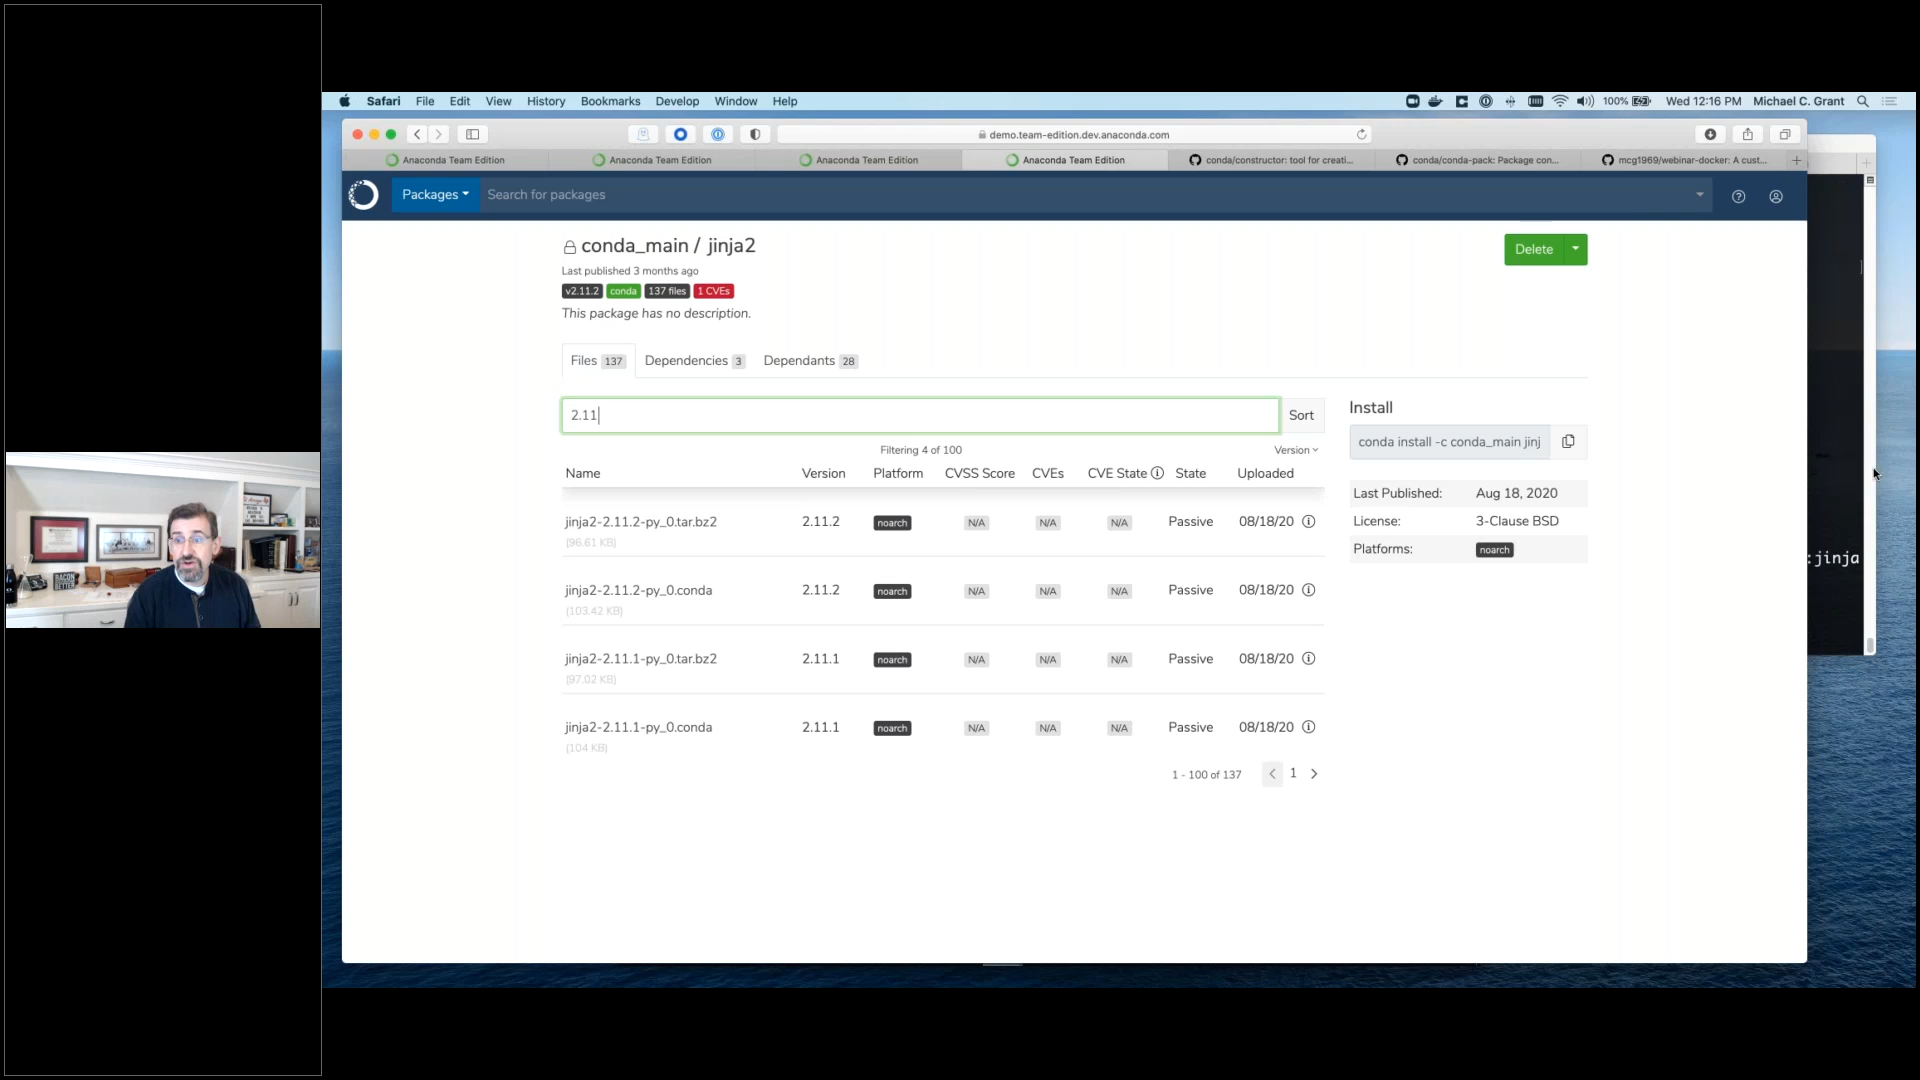 Safari File Edit View History Bookmarks Develop Window Help
100% Wed 12:16 PM Michael C. Grant
demo.team-edition.dev.anaconda.com
Anaconda Team Edition
Anaconda Team Edition
Anaconda Team Edition
Anaconda Team Edition
conda/constructor: tool for creati...
conda/conda-pack: Package con...
mcg1969/webinar-docker: A cust...
Packages
Search for packages
conda_main / jinja2
Delete
Last published 3 months ago
v2.11.2 conda 137 files 1 CVEs
This package has no description.
Files 137 Dependencies 3 Dependants 28
2.11
Sort
Filtering 4 of 100
Version
Name Version Platform CVSS Score CVEs CVE State State Uploaded
jinja2-2.11.2-py_0.tar.bz2 2.11.2 noarch N/A N/A N/A Passive 08/18/20
(96.61 KB)
jinja2-2.11.2-py_0.conda 2.11.2 noarch N/A N/A N/A Passive 08/18/20
(103.42 KB)
jinja2-2.11.1-py_0.tar.bz2 2.11.1 noarch N/A N/A N/A Passive 08/18/20
(97.02 KB)
jinja2-2.11.1-py_0.conda 2.11.1 noarch N/A N/A N/A Passive 08/18/20
(104 KB)
1 - 100 of 137 1
Install
conda install -c conda_main jinj
Last Published: Aug 18, 2020
License: 3-Clause BSD
Platforms: noarch
:jinja
BACON
BETTER